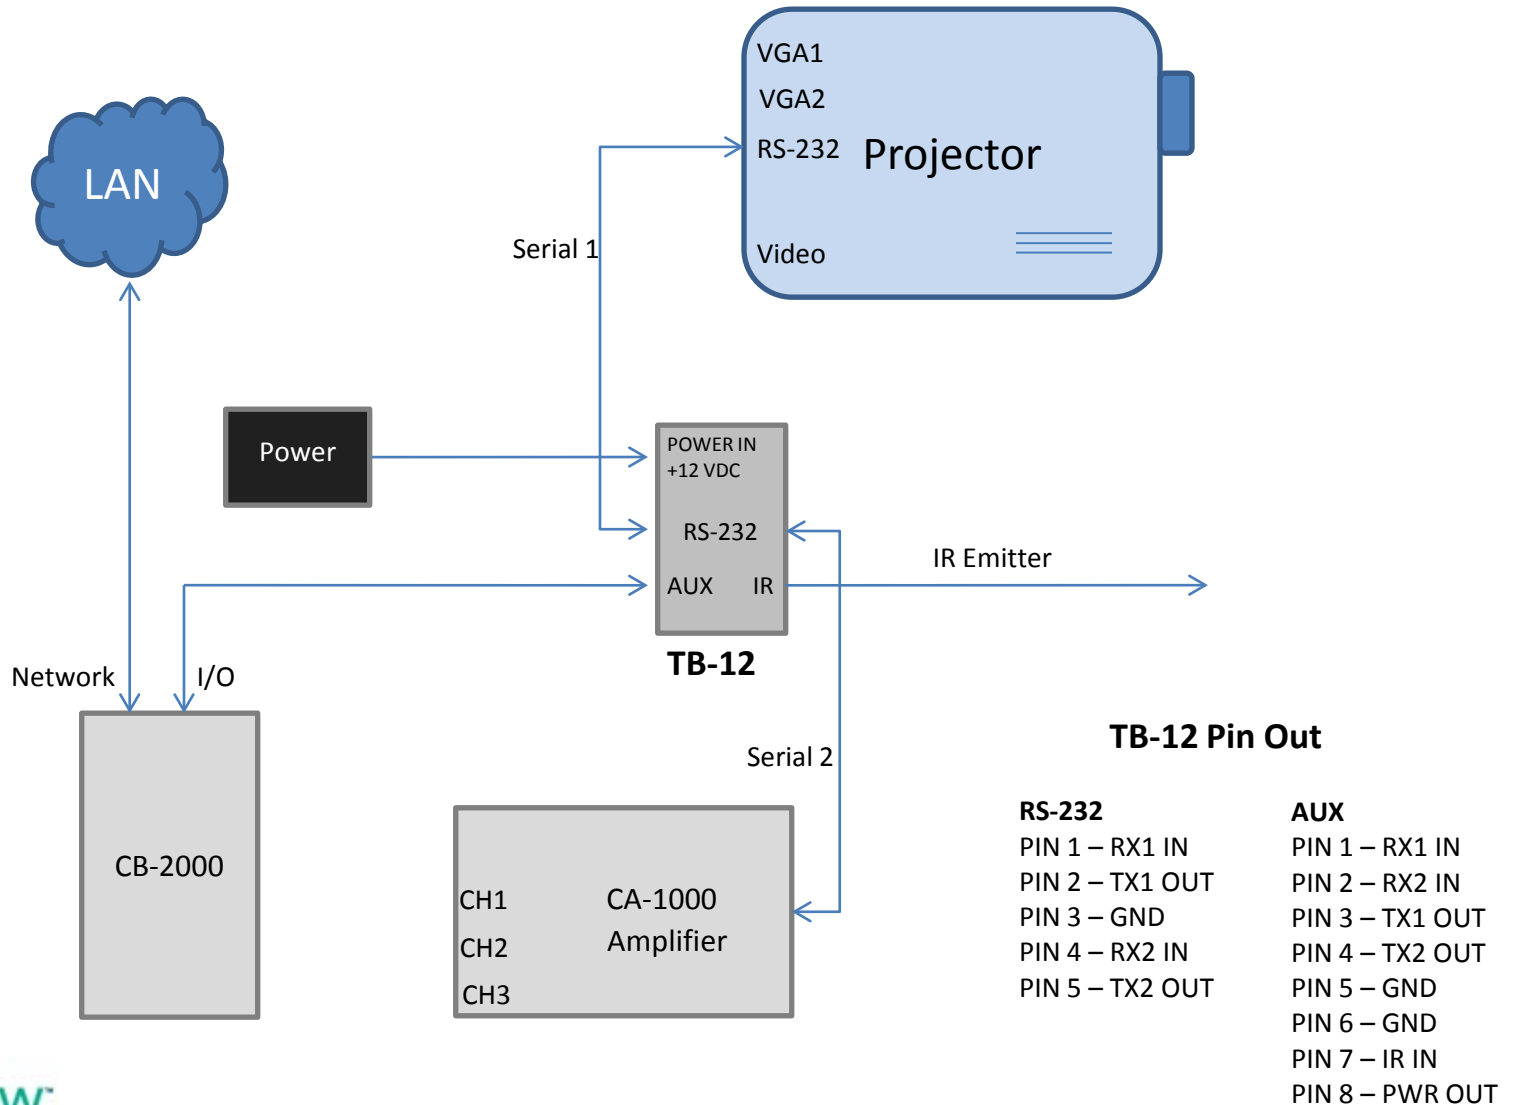 VGA1
VGA2
RS-232
Projector
Video
LAN
Serial 1
Power
POWER IN
+12 VDC
RS-232
AUX
IR
IR Emitter
TB-12
Network
I/O
CB-2000
Serial 2
CH1
CH2
CH3
CA-1000
Amplifier
TB-12 Pin Out
RS-232
PIN 1 – RX1 IN
PIN 2 – TX1 OUT
PIN 3 – GND
PIN 4 – RX2 IN
PIN 5 – TX2 OUT
AUX
PIN 1 – RX1 IN
PIN 2 – RX2 IN
PIN 3 – TX1 OUT
PIN 4 – TX2 OUT
PIN 5 – GND
PIN 6 – GND
PIN 7 – IR IN
PIN 8 – PWR OUT